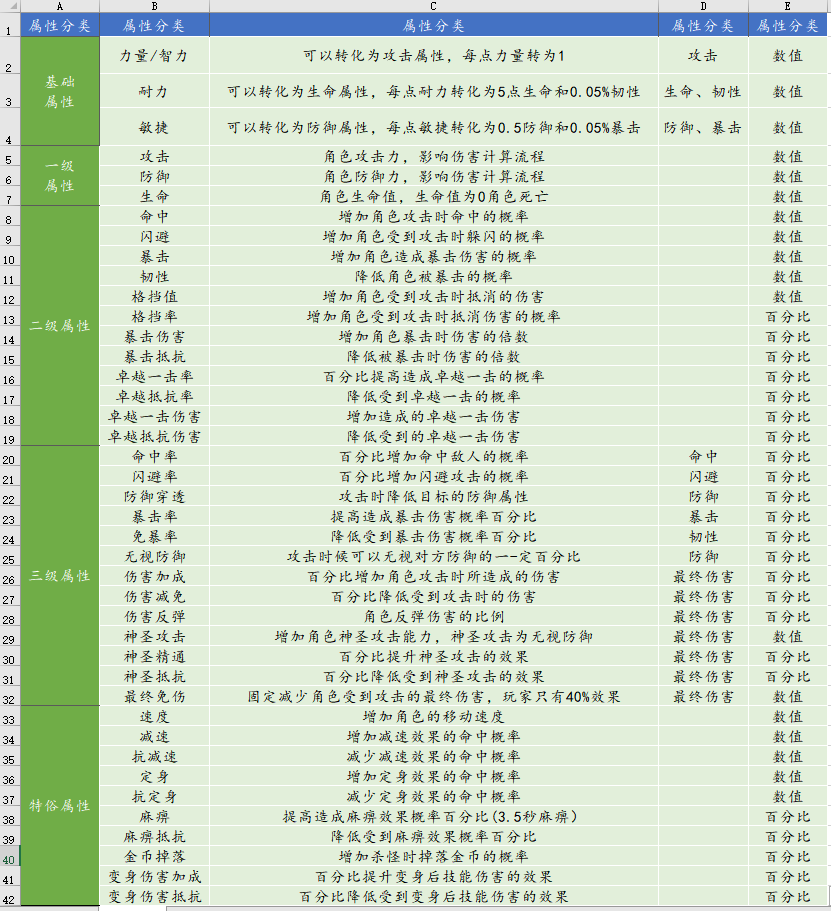 A B C D E
1 属性分类 属性分类 属性分类 属性分类 属性分类
2 基础属性 力量/智力 可以转化为攻击属性，每点力量转为1 攻击 数值
3 耐力 可以转化为生命属性，每点耐力转化为5点生命和0.05%韧性 生命、韧性 数值
4 敏捷 可以转化为防御属性，每点敏捷转化为0.5防御和0.05%暴击 防御、暴击 数值
5 一级属性 攻击 角色攻击力，影响伤害计算流程 数值
6 防御 角色防御力，影响伤害计算流程 数值
7 生命 角色生命值，生命值为0角色死亡 数值
8 二级属性 命中 增加角色攻击时命中的概率 数值
9 闪避 增加角色受到攻击时躲闪的概率 数值
10 暴击 增加角色造成暴击伤害的概率 数值
11 韧性 降低角色被暴击的概率 数值
12 格挡值 增加角色受到攻击时抵消的伤害 数值
13 格挡率 增加角色受到攻击时抵消伤害的概率 百分比
14 暴击伤害 增加角色暴击时伤害的倍数 百分比
15 暴击抵抗 降低被暴击时伤害的倍数 百分比
16 卓越一击率 百分比提高造成卓越一击的概率 百分比
17 卓越抵抗率 降低受到卓越一击的概率 百分比
18 卓越一击伤害 增加造成的卓越一击伤害 百分比
19 卓越抵抗伤害 降低受到的卓越一击伤害 百分比
20 三级属性 命中率 百分比增加命中敌人的概率 命中 百分比
21 闪避率 百分比增加闪避攻击的概率 闪避 百分比
22 防御穿透 攻击时降低目标的防御属性 防御 百分比
23 暴击率 提高造成暴击伤害概率百分比 暴击 百分比
24 免暴率 降低受到暴击伤害概率百分比 韧性 百分比
25 无视防御 攻击时候可以无视对方防御的一-定百分比 防御 百分比
26 伤害加成 百分比增加角色攻击时所造成的伤害 最终伤害 百分比
27 伤害减免 百分比降低受到攻击时的伤害 最终伤害 百分比
28 伤害反弹 角色反弹伤害的比例 最终伤害 百分比
29 神圣攻击 增加角色神圣攻击能力，神圣攻击为无视防御 最终伤害 数值
30 神圣精通 百分比提升神圣攻击的效果 最终伤害 百分比
31 神圣抵抗 百分比降低受到神圣攻击的效果 最终伤害 百分比
32 最终免伤 固定减少角色受到攻击的最终伤害，玩家只有40%效果 最终伤害 数值
33 特俗属性 速度 增加角色的移动速度 数值
34 减速 增加减速效果的命中概率 数值
35 抗减速 减少减速效果的命中概率 数值
36 定身 增加定身效果的命中概率 数值
37 抗定身 减少定身效果的命中概率 数值
38 麻痹 提高造成麻痹效果概率百分比(3.5秒麻痹） 百分比
39 麻痹抵抗 降低受到麻痹效果概率百分比 百分比
40 金币掉落 增加杀怪时掉落金币的概率 百分比
41 变身伤害加成 百分比提升变身后技能伤害的效果 百分比
42 变身伤害抵抗 百分比降低受到变身后技能伤害的效果 百分比